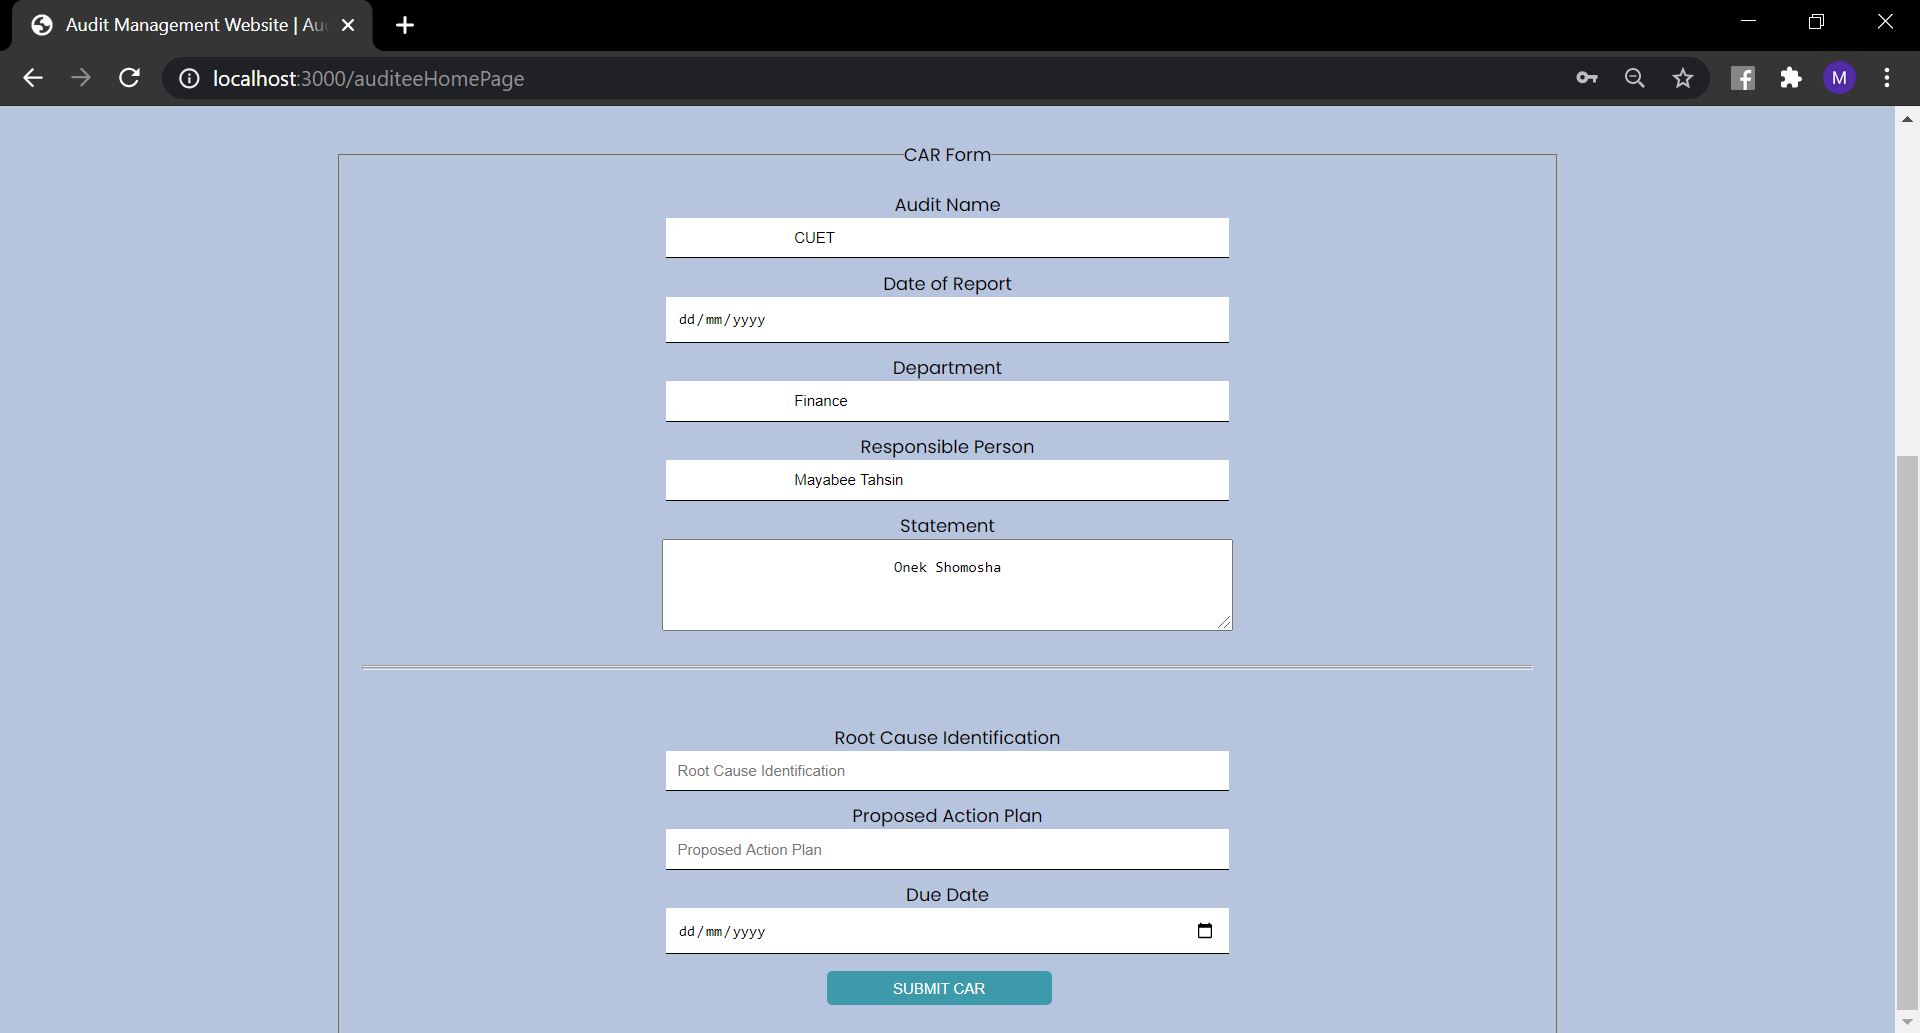 Audit Management Website | Au
localhost:3000/auditeeHomePage
M
CAR Form
Audit Name
CUET
Date of Report
dd/mm/yyyy
Department
Finance
Responsible Person
Mayabee Tahsin
Statement
Onek Shomosha
Root Cause Identification
Root Cause Identification
Proposed Action Plan
Proposed Action Plan
Due Date
dd/mm/yyyy
SUBMIT CAR